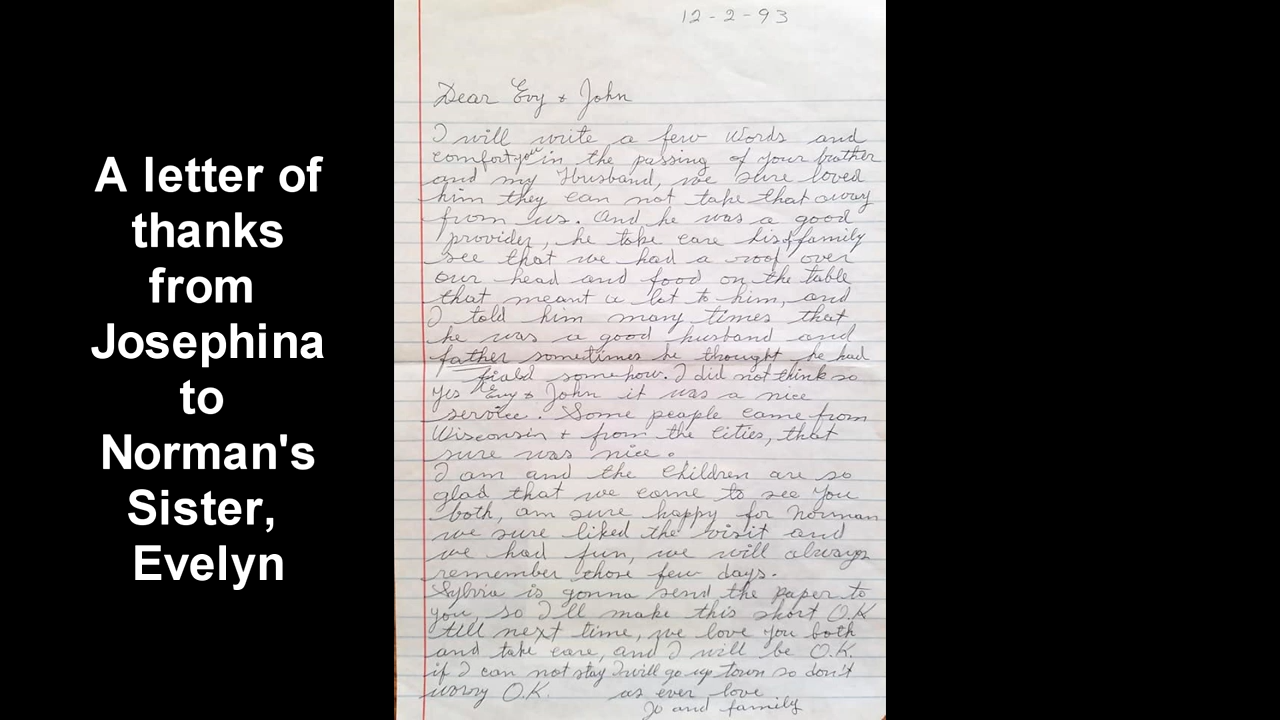 A letter of
thanks
from
Josephina
to
Norman's
Sister,
Evelyn
12-2-93
Dear Evy & John
I will write a few words and
comfort you in the passing of your brother
and my Husband, we sure loved
him they can not take that away
from us. And he was a good
provider, he take care his family
see that we had a roof over
our head and food on the table
that meant a lot to him, and
I told him many times that
he was a good husband and
father sometimes he thought he had
somehow. I did not think so
yes Evy & John it was a nice
service. Some people came from
Wisconsin & from the Cities, that
sure was nice.
I am and the Children are so
glad that we came to see you
both, am sure happy for Norman
we sure liked the visit and
we had fun, we will always
remember those few days.
Sylvia is gonna send the paper to
you, so I'll make this short O.K
till next time, we love you both
and take care, and I will be O.K.
if I can not stay I will go up town so don't
worry O.K. as ever love
Jo and family